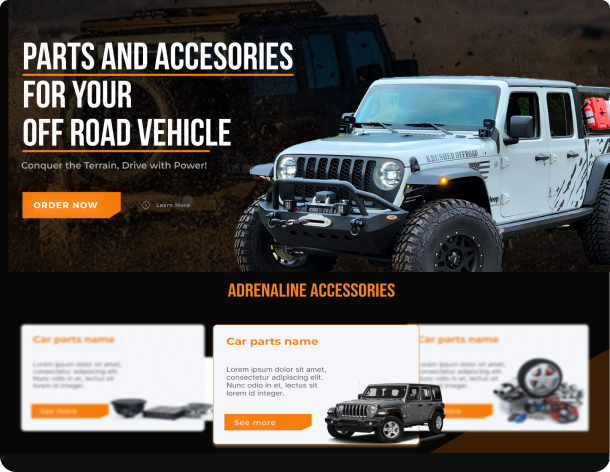 PARTS AND ACCESORIES
FOR YOUR
OFF ROAD VEHICLE
Conquer the Terrain, Drive with Power!
ORDER NOW
Learn More
KRUSHER OFFROAD
Jeep
ADRENALINE ACCESSORIES
Car parts name
Lorem ipsum dolor sit amet,
consectetur adipiscing elit.
Nunc odio in et, lectus sit
lorem id integer.
See more
Car parts name
Lorem ipsum dolor sit amet,
consectetur adipiscing elit.
Nunc odio in et, lectus sit
lorem id integer.
See more
Car parts name
Lorem ipsum dolor sit amet,
consectetur adipiscing elit.
Nunc odio in et, lectus sit
lorem id integer.
more